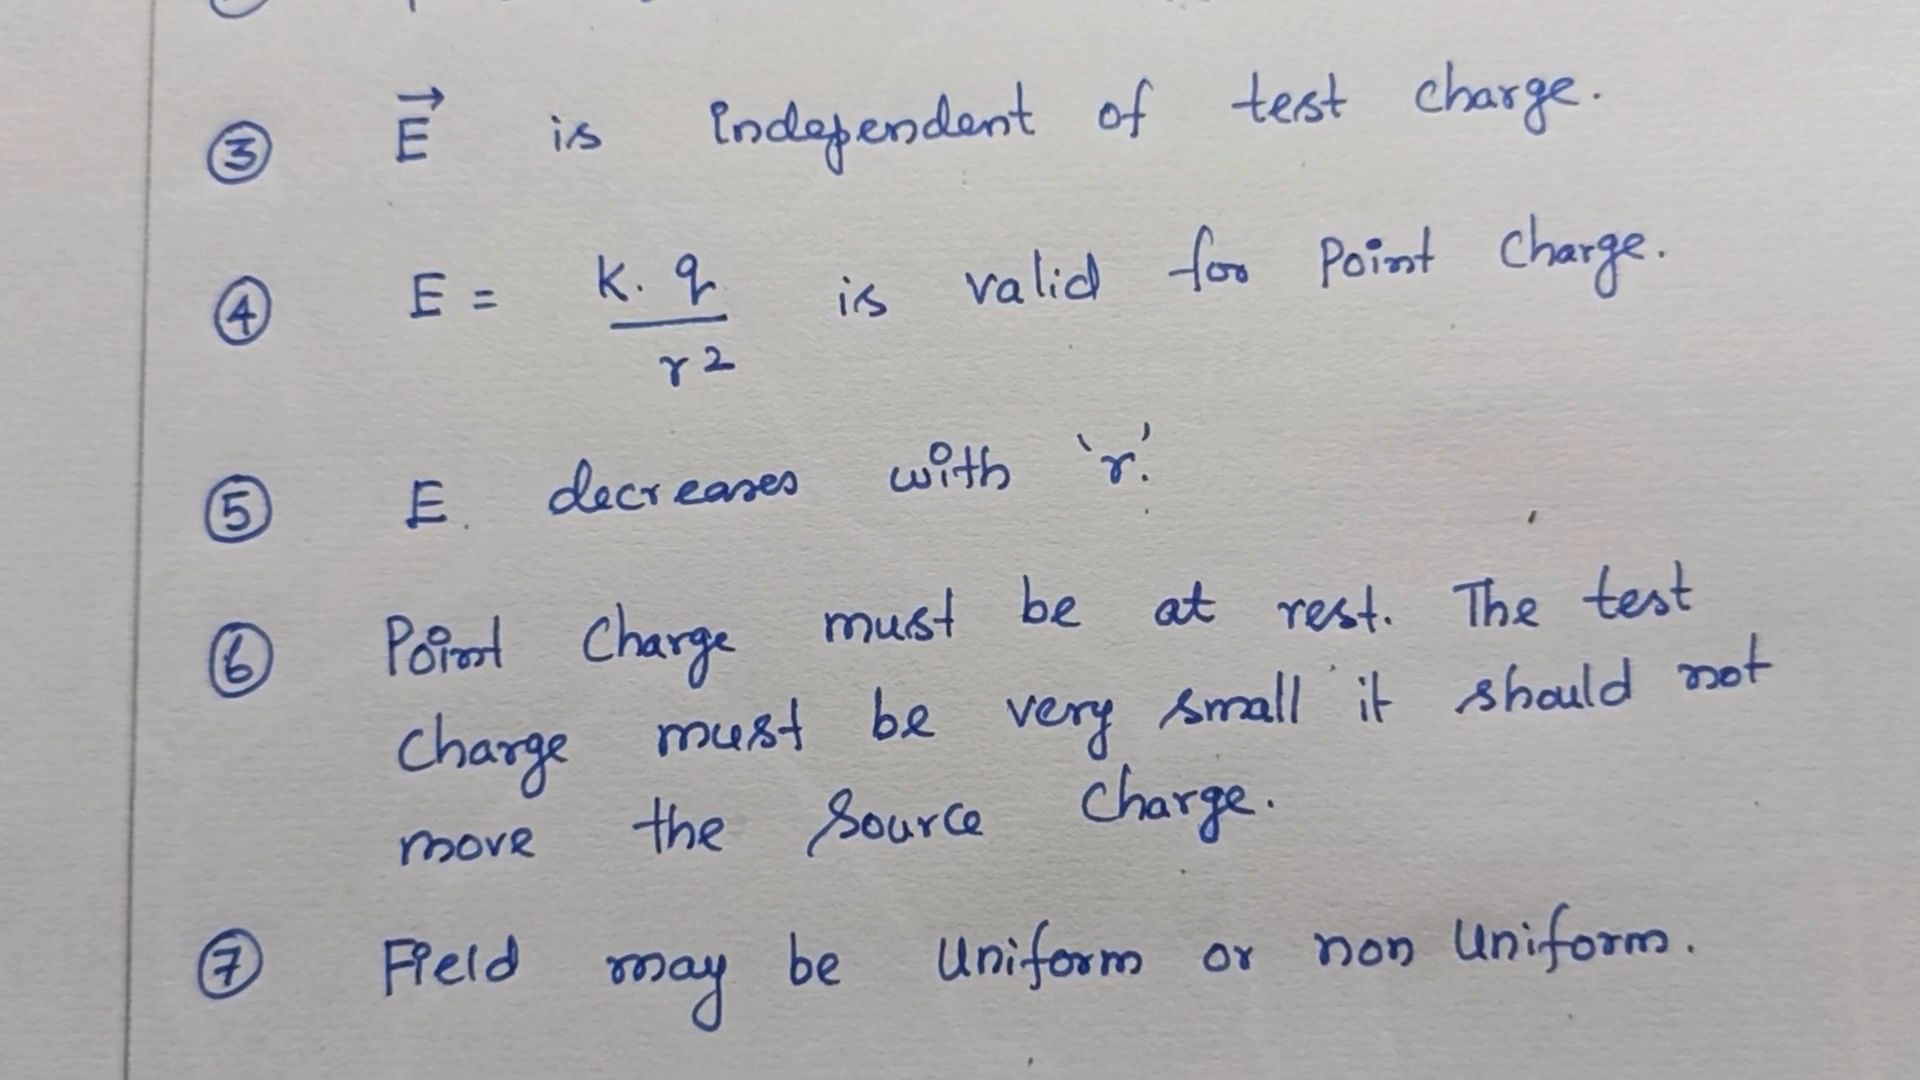 ③ E⃗ is independent of test charge.
④ E = K. q / r² is valid for Point Charge.
⑤ E. decreases with 'r'.
⑥ Point Charge must be at rest. The test
Charge must be very small it should not
move the Source Charge.
⑦ Field may be Uniform or non Uniform.